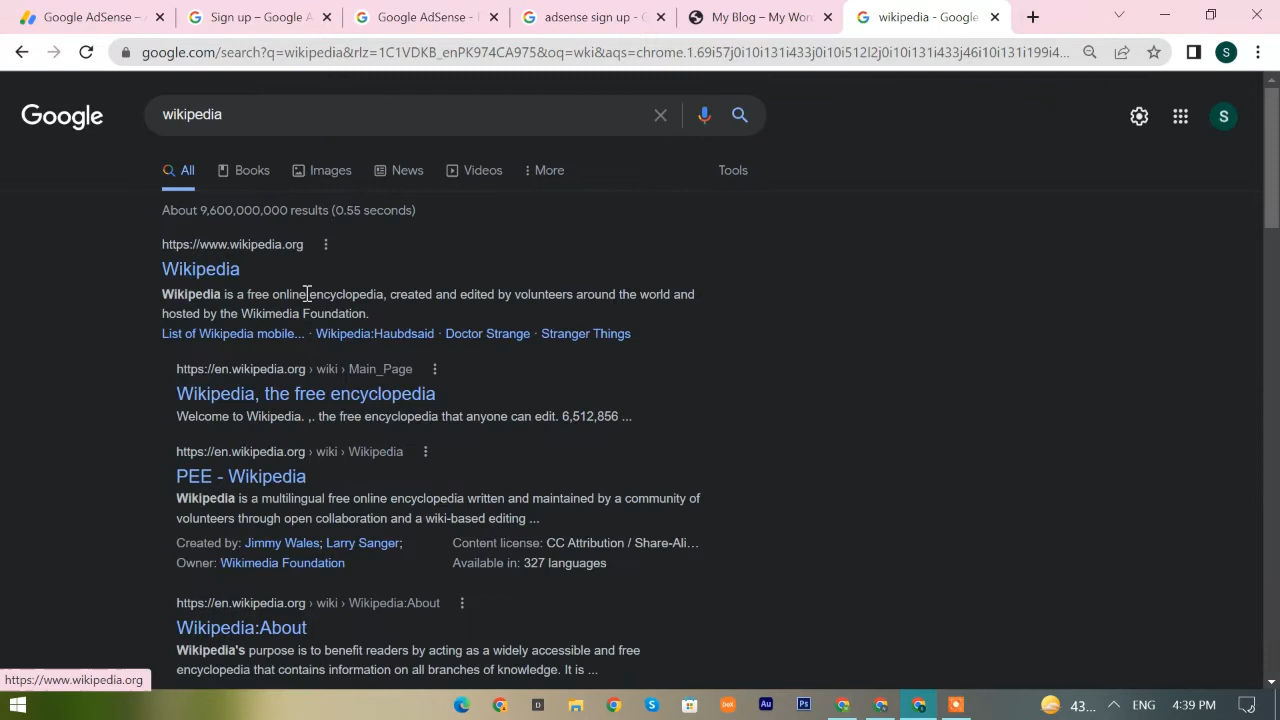 Google AdSense - 
Sign up – Google A
Google AdSense - 
adsense sign up - G
My Blog – My Wor
wikipedia - Google
google.com/search?q=wikipedia&rlz=1C1VDKB_enPK974CA975&oq=wki&aqs=chrome.1.69i57j0i10i131i433j0i10i512l2j0i10i131i433j46i10i131i199i4...
S
Google
wikipedia
S
All
Books
Images
News
Videos
More
Tools
About 9,600,000,000 results (0.55 seconds)
https://www.wikipedia.org
Wikipedia
Wikipedia is a free online encyclopedia, created and edited by volunteers around the world and
hosted by the Wikimedia Foundation.
List of Wikipedia mobile... · Wikipedia:Haubdsaid · Doctor Strange · Stranger Things
https://en.wikipedia.org › wiki › Main_Page
Wikipedia, the free encyclopedia
Welcome to Wikipedia. ,. the free encyclopedia that anyone can edit. 6,512,856 ...
https://en.wikipedia.org › wiki › Wikipedia
PEE - Wikipedia
Wikipedia is a multilingual free online encyclopedia written and maintained by a community of
volunteers through open collaboration and a wiki-based editing ...
Created by: Jimmy Wales; Larry Sanger;
Content license: CC Attribution / Share-Ali...
Owner: Wikimedia Foundation
Available in: 327 languages
https://en.wikipedia.org › wiki › Wikipedia:About
Wikipedia:About
Wikipedia's purpose is to benefit readers by acting as a widely accessible and free
encyclopedia that contains information on all branches of knowledge. It is ...
https://www.wikipedia.org
D
S
Dex
Au
Ps
43...
ENG
4:39 PM